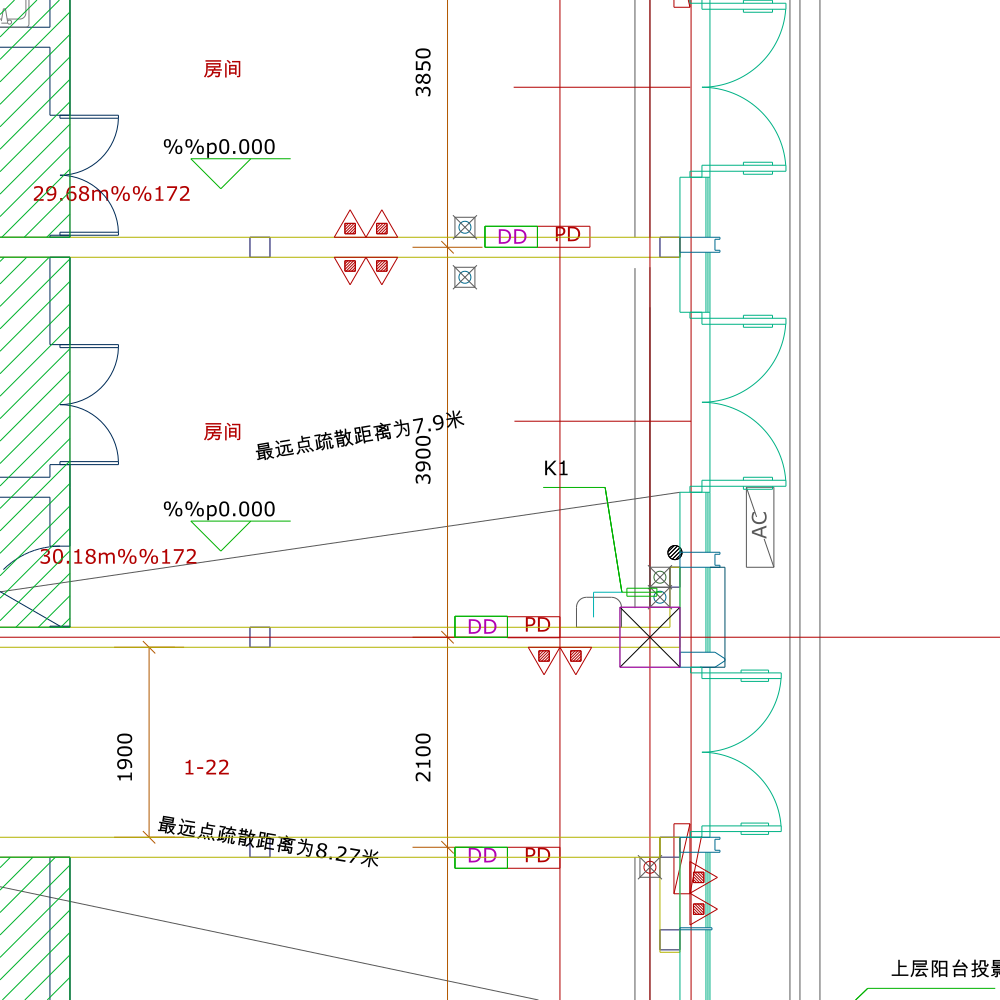 房间
3850
%%p0.000
29.68m%%172
DD PD
房间
最远点疏散距离为7.9米
3900
K1
%%p0.000
AC
30.18m%%172
DD PD
1900
1-22
2100
最远点疏散距离为8.27米
DD PD
上层阳台投影